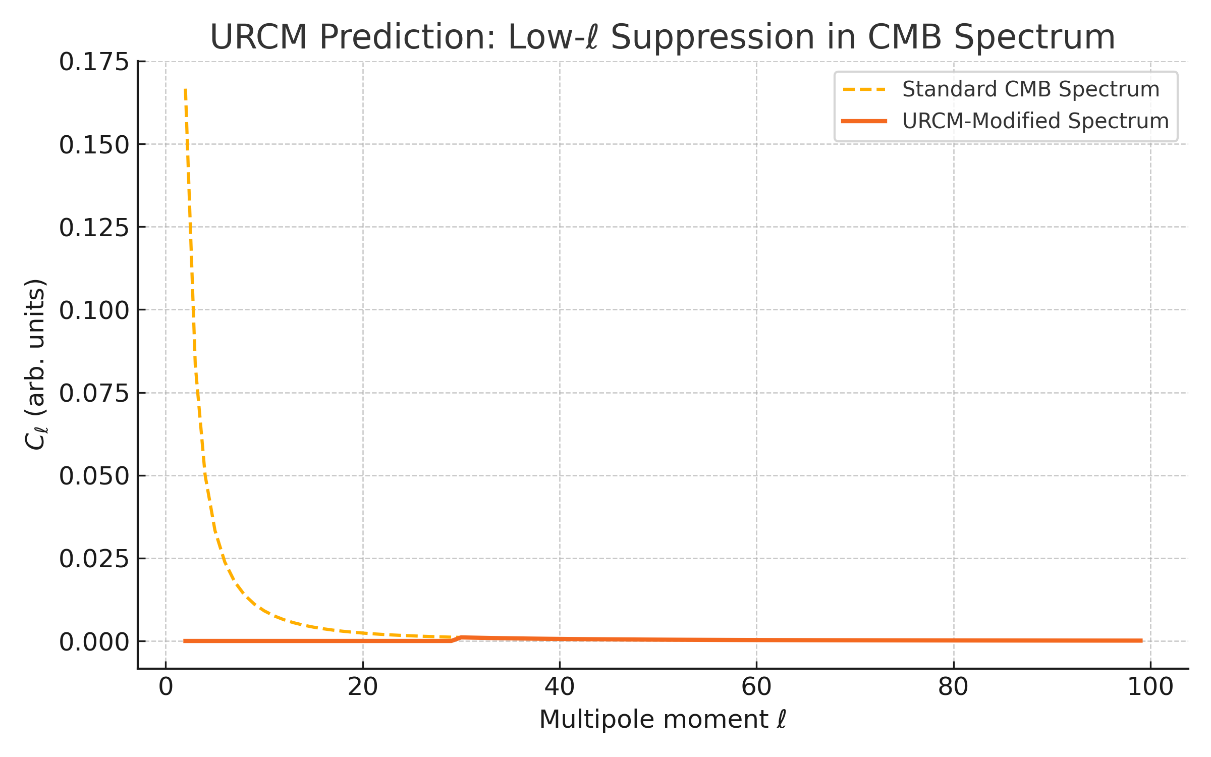 URCM Prediction: Low-ℓ Suppression in CMB Spectrum
Standard CMB Spectrum
URCM-Modified Spectrum
0.175
0.150
0.125
0.100
0.075
0.050
0.025
0.000
C_ℓ (arb. units)
0 20 40 60 80 100
Multipole moment ℓ